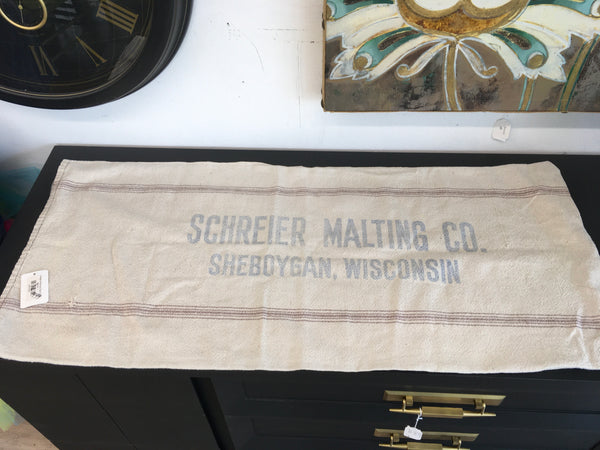 SCHREIER MALTING CO.
SHEBOYGAN, WISCONSIN